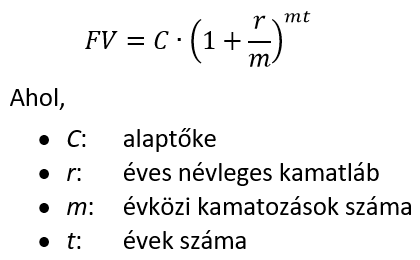 FV = C · (1 + r/m)^mt
Ahol,
• C: alaptőke
• r: éves névleges kamatláb
• m: évközi kamatozások száma
• t: évek száma